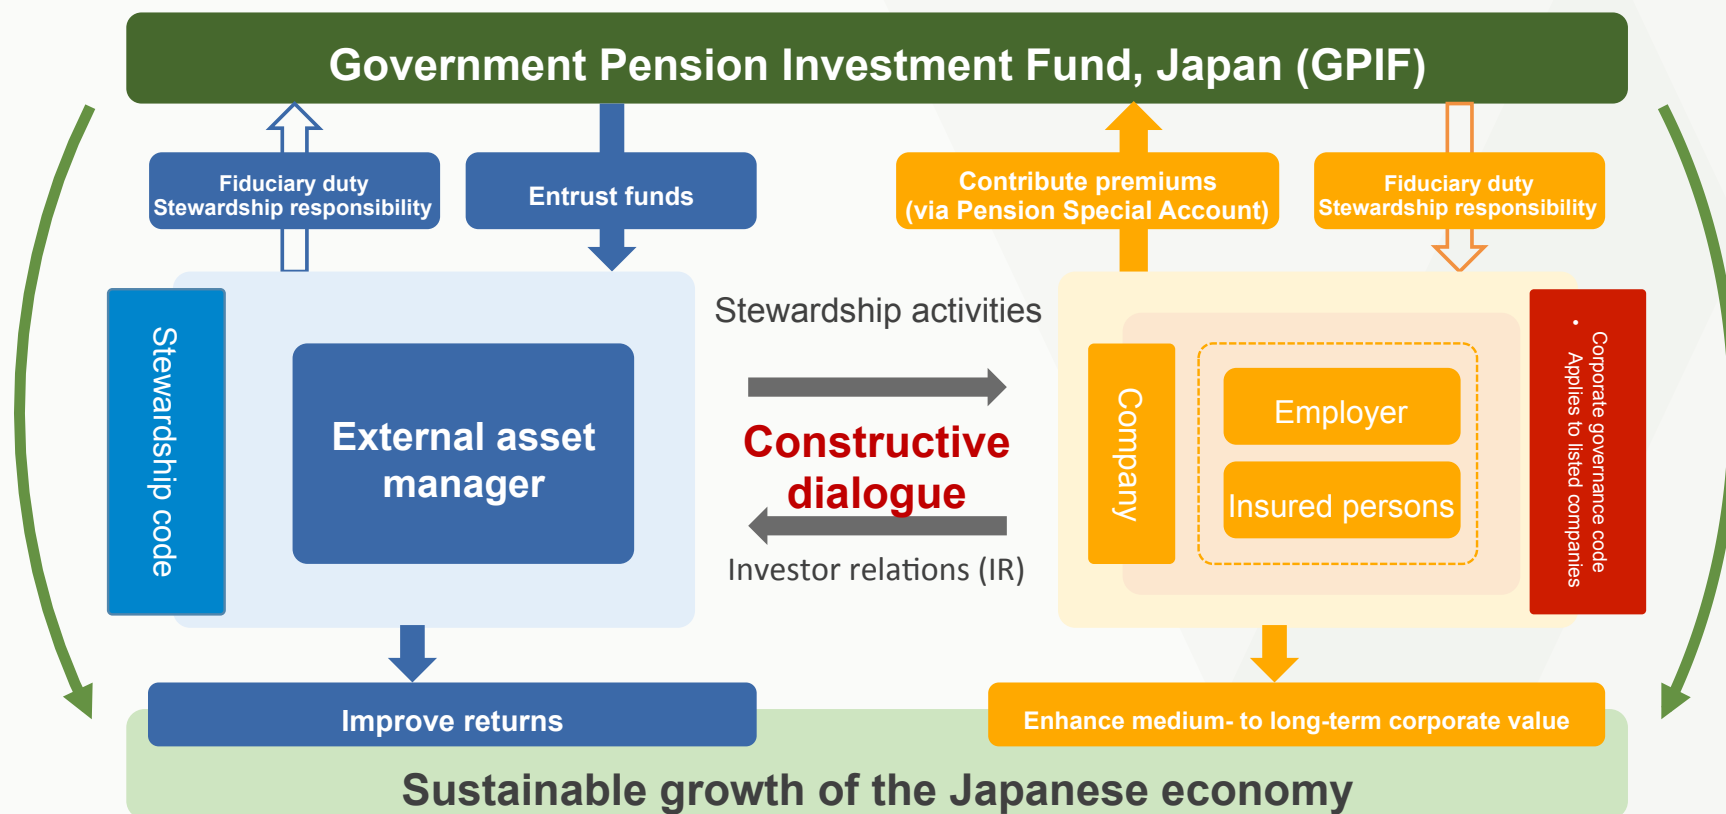 Government Pension Investment Fund, Japan (GPIF)
Fiduciary duty
Stewardship responsibility
Entrust funds
Contribute premiums
(via Pension Special Account)
Fiduciary duty
Stewardship responsibility
Stewardship code
External asset
manager
Stewardship activities
Constructive
dialogue
Investor relations (IR)
Company
Employer
Insured persons
Corporate governance code
• Applies to listed companies
Improve returns
Enhance medium- to long-term corporate value
Sustainable growth of the Japanese economy